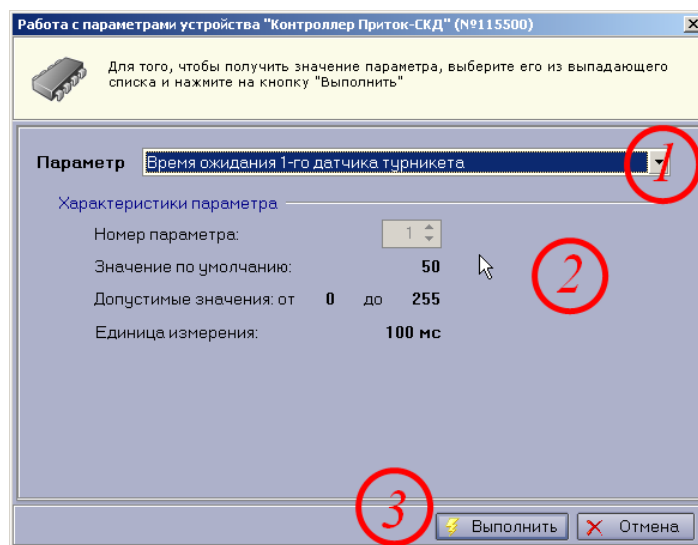 Работа с параметрами устройства "Контроллер Приток-СКД" (№115500)
Для того, чтобы получить значение параметра, выберите его из выпадающего
списка и нажмите на кнопку "Выполнить"
Параметр Время ожидания 1-го датчика турникета 1
Характеристики параметра
Номер параметра: 1
Значение по умолчанию: 50
2
Допустимые значения: от 0 до 255
Единица измерения: 100 мс
3
Выполнить Отмена